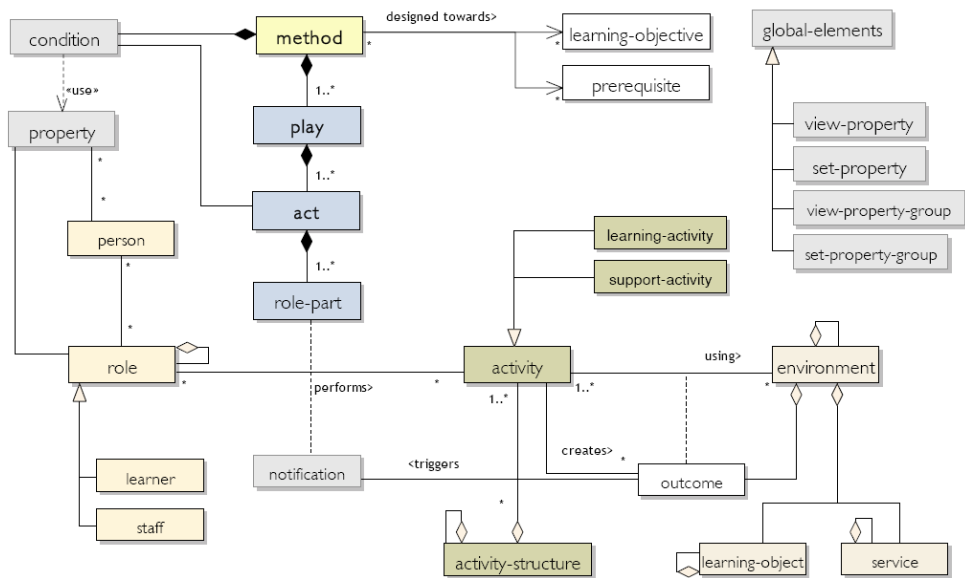 designed towards>
condition
method
*
*
learning-objective
global-elements
«use»
1..*
*
prerequisite
property
play
view-property
*
1..*
set-property
*
act
view-property-group
person
learning-activity
set-property-group
*
1..*
support-activity
role-part
*
using>
role
*
performs>
*
activity
1..*
1..*
*
environment
creates>
*
learner
notification
<triggers
outcome
*
staff
activity-structure
learning-object
service